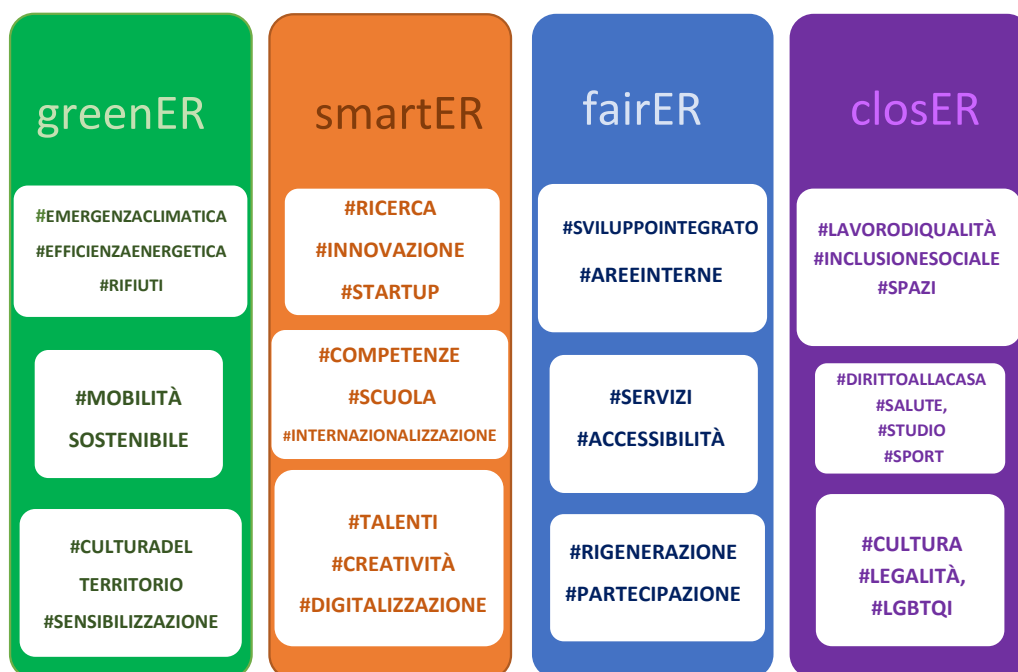 greenER
#EMERGENZACLIMATICA
#EFFICIENZAENERGETICA
#RIFIUTI
#MOBILITÀ
SOSTENIBILE
#CULTURADEL
TERRITORIO
#SENSIBILIZZAZIONE
smartER
#RICERCA
#INNOVAZIONE
#STARTUP
#COMPETENZE
#SCUOLA
#INTERNAZIONALIZZAZIONE
#TALENTI
#CREATIVITÀ
#DIGITALIZZAZIONE
fairER
#SVILUPPOINTEGRATO
#AREEINTERNE
#SERVIZI
#ACCESSIBILITÀ
#RIGENERAZIONE
#PARTECIPAZIONE
closER
#LAVORODIQUALITÀ
#INCLUSIONESOCIALE
#SPAZI
#DIRITTOALLACASA
#SALUTE,
#STUDIO
#SPORT
#CULTURA
#LEGALITÀ,
#LGBTQI